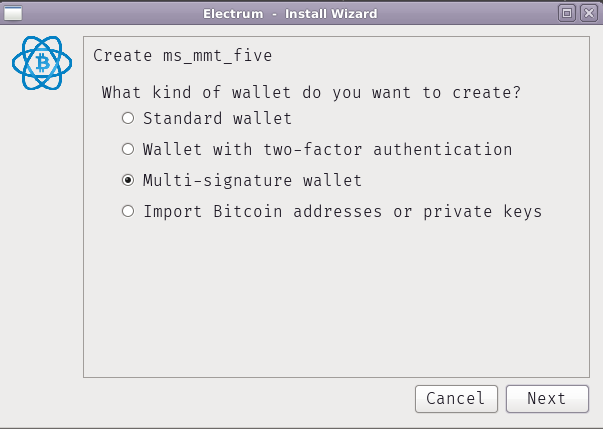 Electrum - Install Wizard
Create ms_mmt_five
What kind of wallet do you want to create?
Standard wallet
Wallet with two-factor authentication
Multi-signature wallet
Import Bitcoin addresses or private keys
Cancel Next